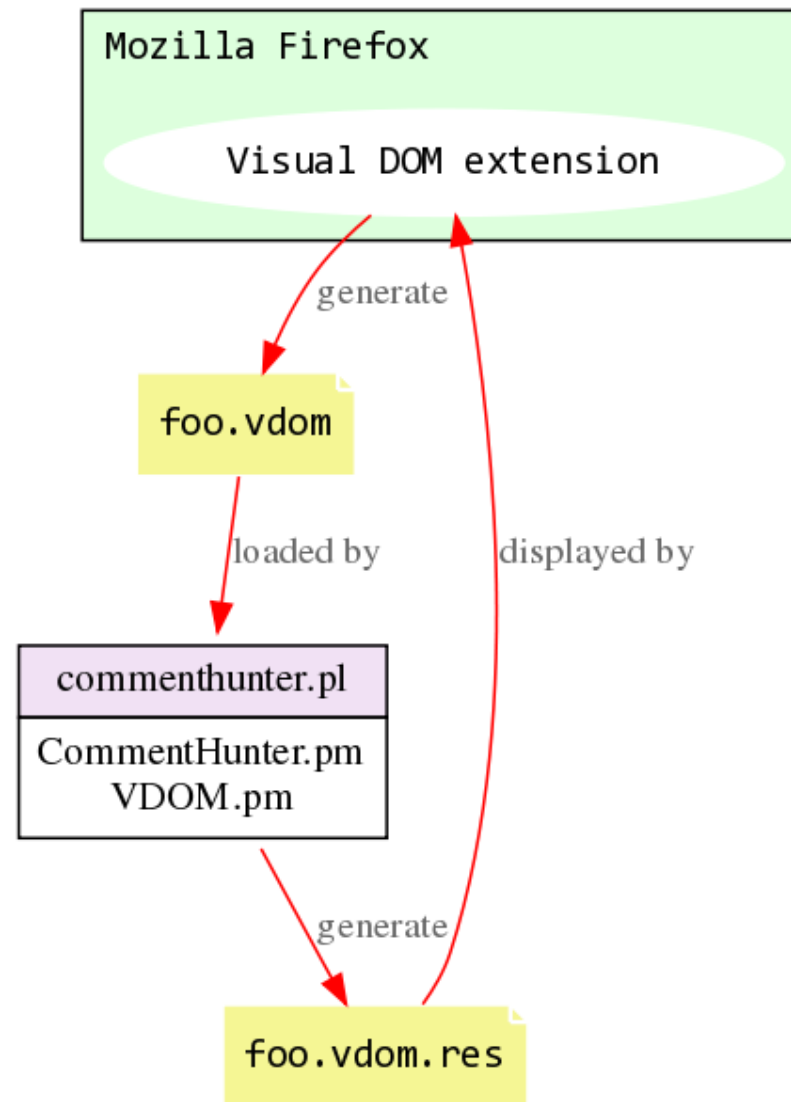 Mozilla Firefox
Visual DOM extension
generate
foo.vdom
loaded by
displayed by
commenthunter.pl
CommentHunter.pm
VDOM.pm
generate
foo.vdom.res